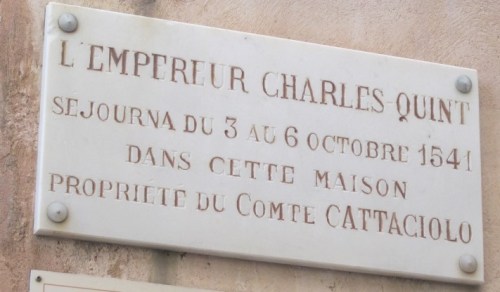 L'EMPEREUR CHARLES-QUINT
SEJOURNA DU 3 AU 6 OCTOBRE 1541
DANS CETTE MAISON
PROPRIETE DU COMTE CATTACIOLO